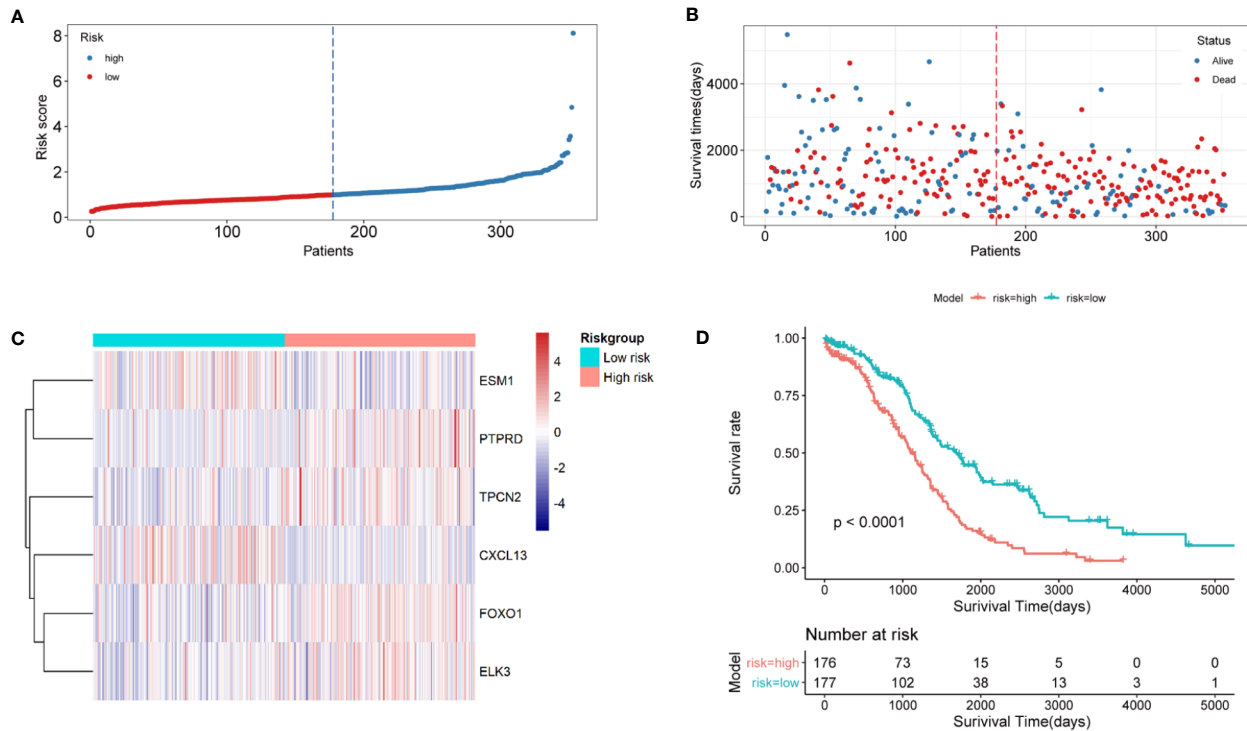 A
Risk
high
low
Risk score
8
6
4
2
0
0 100 200 300
Patients
B
Status
Alive
Dead
Survival times(days)
4000
2000
0
0 100 200 300
Patients
C
ESM1
PTPRD
TPCN2
CXCL13
FOXO1
ELK3
4
2
0
-2
-4
Riskgroup
Low risk
High risk
Model risk=high risk=low
D
Survival rate
1.00
0.75
0.50
0.25
0.00
p < 0.0001
0 1000 2000 3000 4000 5000
Surivival Time(days)
Number at risk
Model
risk=high 176 73 15 5 0 0
risk=low 177 102 38 13 3 1
0 1000 2000 3000 4000 5000
Surivival Time(days)